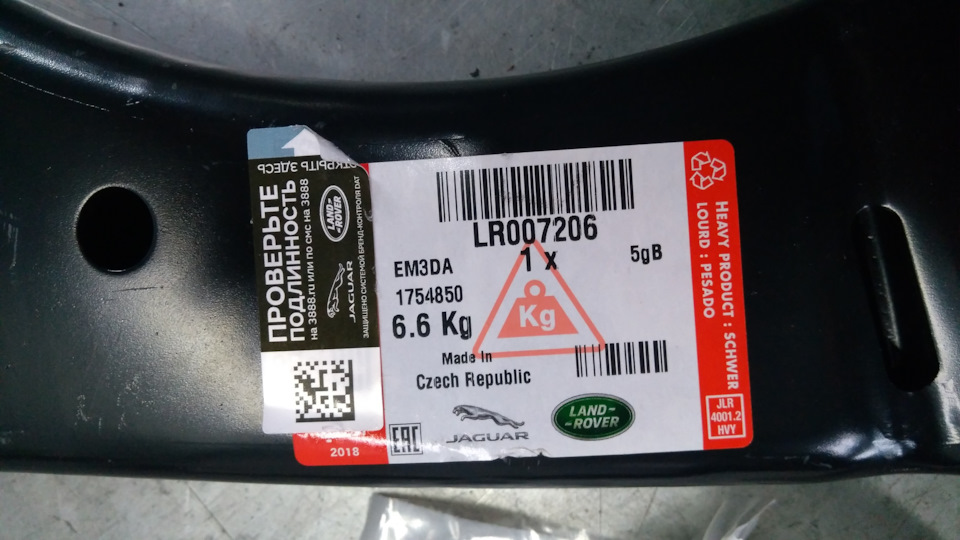 ОТКРЫТЬ ЗДЕСЬ
ПРОВЕРЬТЕ
ПОДЛИННОСТЬ
на 3888.ru или по смс на 3888
LAND-
-ROVER
JAGUAR
ЗАЩИЩЕНО СИСТЕМОЙ БРЕНД-КОНТРОЛЯ DAT
LR007206
1 x
5gB
EM3DA
1754850
6.6 Kg
Kg
Made In
Czech Republic
EAC
JAGUAR
LAND-
-ROVER
2018
HEAVY PRODUCT : SCHWER
LOURD : PESADO
JLR
4001.2
HVY